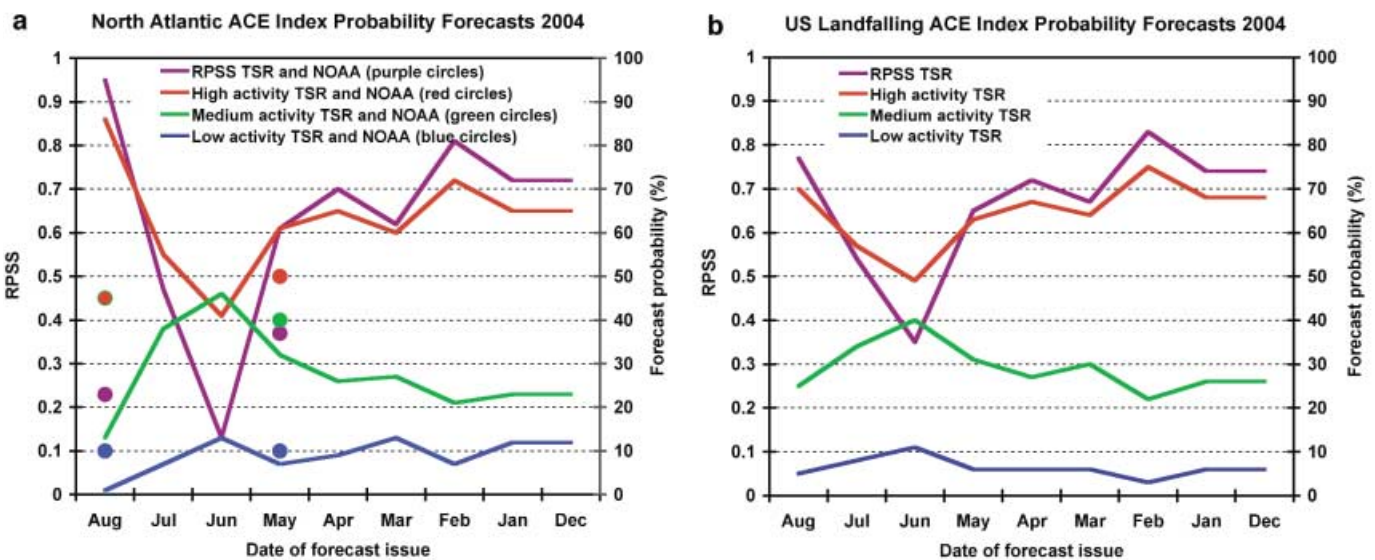 a
North Atlantic ACE Index Probability Forecasts 2004
RPSS TSR and NOAA (purple circles)
High activity TSR and NOAA (red circles)
Medium activity TSR and NOAA (green circles)
Low activity TSR and NOAA (blue circles)
1
0.9
0.8
0.7
0.6
0.5
0.4
0.3
0.2
0.1
0
RPSS
100
90
80
70
60
50
40
30
20
10
0
Forecast probability (%)
Aug Jul Jun May Apr Mar Feb Jan Dec
Date of forecast issue
b
US Landfalling ACE Index Probability Forecasts 2004
RPSS TSR
High activity TSR
Medium activity TSR
Low activity TSR
1
0.9
0.8
0.7
0.6
0.5
0.4
0.3
0.2
0.1
0
RPSS
100
90
80
70
60
50
40
30
20
10
0
Forecast probability (%)
Aug Jul Jun May Apr Mar Feb Jan Dec
Date of forecast issue